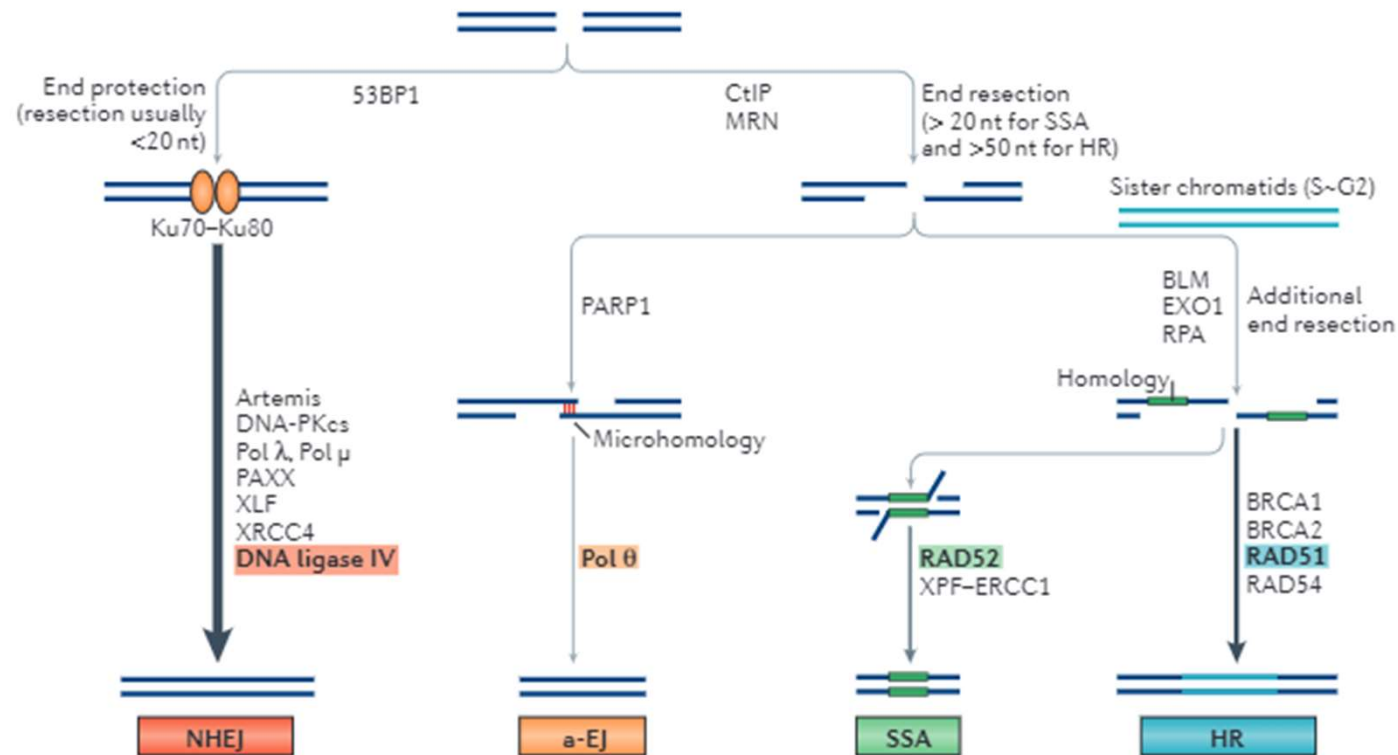 End protection
(resection usually
<20 nt)
53BP1
CtIP
MRN
End resection
(> 20 nt for SSA
and >50 nt for HR)
Ku70–Ku80
Sister chromatids (S~G2)
PARP1
BLM
EXO1
RPA
Additional
end resection
Homology
Microhomology
Artemis
DNA-PKcs
Pol λ, Pol μ
PAXX
XLF
XRCC4
DNA ligase IV
Pol θ
RAD52
XPF–ERCC1
BRCA1
BRCA2
RAD51
RAD54
NHEJ
a-EJ
SSA
HR